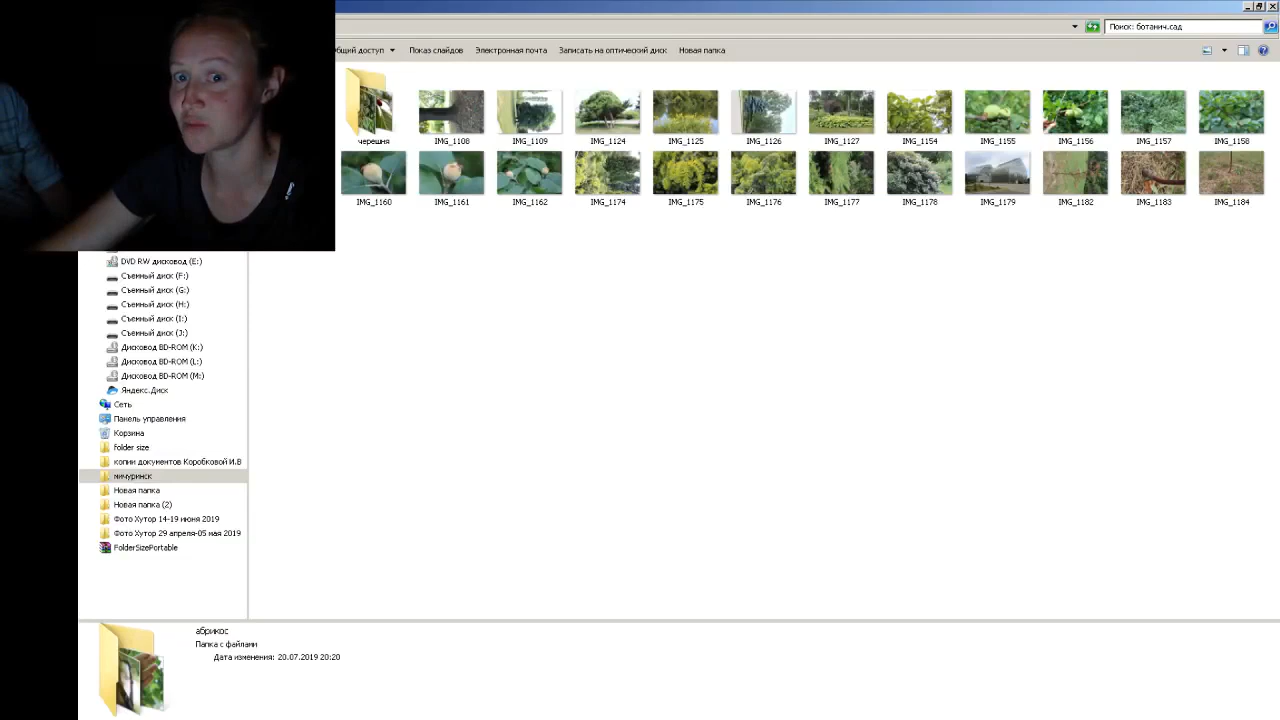 Поиск: ботанич.сад
бщий доступ Показ слайдов Электронная почта Записать на оптический диск Новая папка
черешня IMG_1108 IMG_1109 IMG_1124 IMG_1125 IMG_1126 IMG_1127 IMG_1154 IMG_1155 IMG_1156 IMG_1157 IMG_1158
IMG_1160 IMG_1161 IMG_1162 IMG_1174 IMG_1175 IMG_1176 IMG_1177 IMG_1178 IMG_1179 IMG_1182 IMG_1183 IMG_1184
DVD RW дисковод (E:)
Съемный диск (F:)
Съемный диск (G:)
Съемный диск (H:)
Съемный диск (I:)
Съемный диск (J:)
Дисковод BD-ROM (K:)
Дисковод BD-ROM (L:)
Дисковод BD-ROM (M:)
Яндекс.Диск
Сеть
Панель управления
Корзина
folder size
копии документов Коробковой И.В
мичуринск
Новая папка
Новая папка (2)
Фото Хутор 14-19 июня 2019
Фото Хутор 29 апреля-05 мая 2019
FolderSizePortable
абрикос
Папка с файлами
Дата изменения: 20.07.2019 20:20